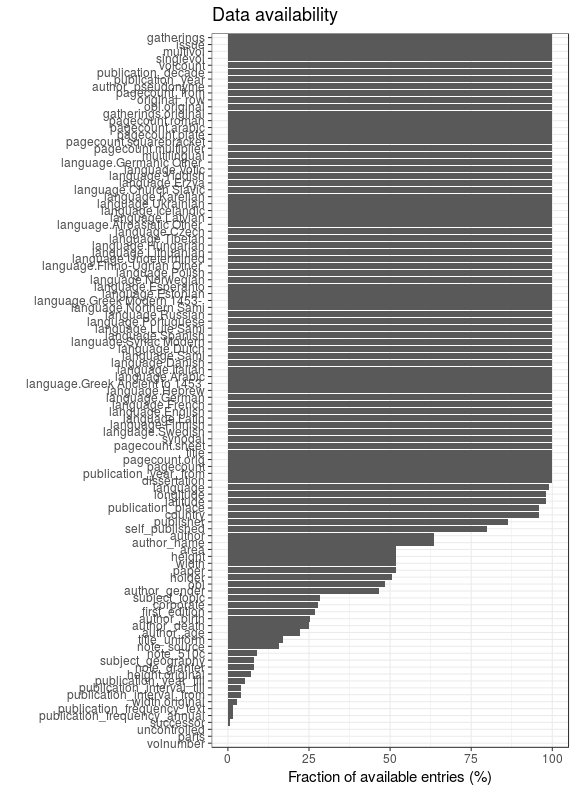 Data availability
gatherings
issue
multivol
singlevol
volcount
publication_decade
publication_year
author_pseudonyme
pagecount_from
original_row
obl.original
gatherings.original
pagecount.roman
pagecount.arabic
pagecount.plate
pagecount.squarebracket
pagecount.multiplier
multilingual
language.Germanic Other
language.Votic
language.Yiddish
language.Erzya
language.Church Slavic
language.Karelian
language.Ukrainian
language.Icelandic
language.Latvian
language.Afroasiatic Other
language.Czech
language.Tibetan
language.Hungarian
language.Lithuanian
language.Undetermined
language.Finno-Ugrian Other
language.Polish
language.Norwegian
language.Esperanto
language.Estonian
language.Greek Modern 1453-
language.Northern Sami
language.Russian
language.Portuguese
language.Lule Sami
language.Spanish
language.Syriac Modern
language.Dutch
language.Sami
language.Danish
language.Italian
language.Arabic
language.Greek Ancient to 1453
language.Hebrew
language.German
language.French
language.English
language.Latin
language.Finnish
language.Swedish
synodal
pagecount.sheet
title
pagecount.orig
pagecount
publication_year_from
dissertation
language
longitude
latitude
publication_place
country
publisher
self_published
author
author_name
area
height
width
paper
holder
obl
author_gender
subject_topic
corporate
first_edition
author_birth
author_death
author_age
title_uniform
note_source
note_510c
subject_geography
note_granter
height.original
publication_year_till
publication_interval_till
publication_interval_from
width.original
publication_frequency_text
publication_frequency_annual
successor
uncontrolled
parts
volnumber
0 25 50 75 100
Fraction of available entries (%)